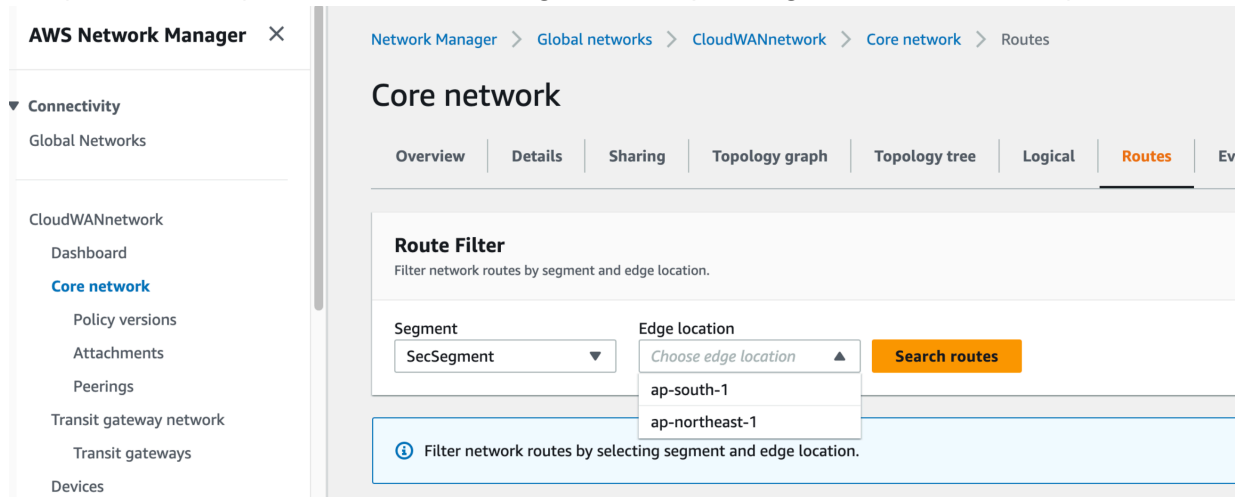 AWS Network Manager
Connectivity
Global Networks
CloudWANnetwork
Dashboard
Core network
Policy versions
Attachments
Peerings
Transit gateway network
Transit gateways
Devices
Network Manager > Global networks > CloudWANnetwork > Core network > Routes
Core network
Overview Details Sharing Topology graph Topology tree Logical Routes Ev
Route Filter
Filter network routes by segment and edge location.
Segment Edge location
SecSegment Choose edge location Search routes
ap-south-1
ap-northeast-1
Filter network routes by selecting segment and edge location.